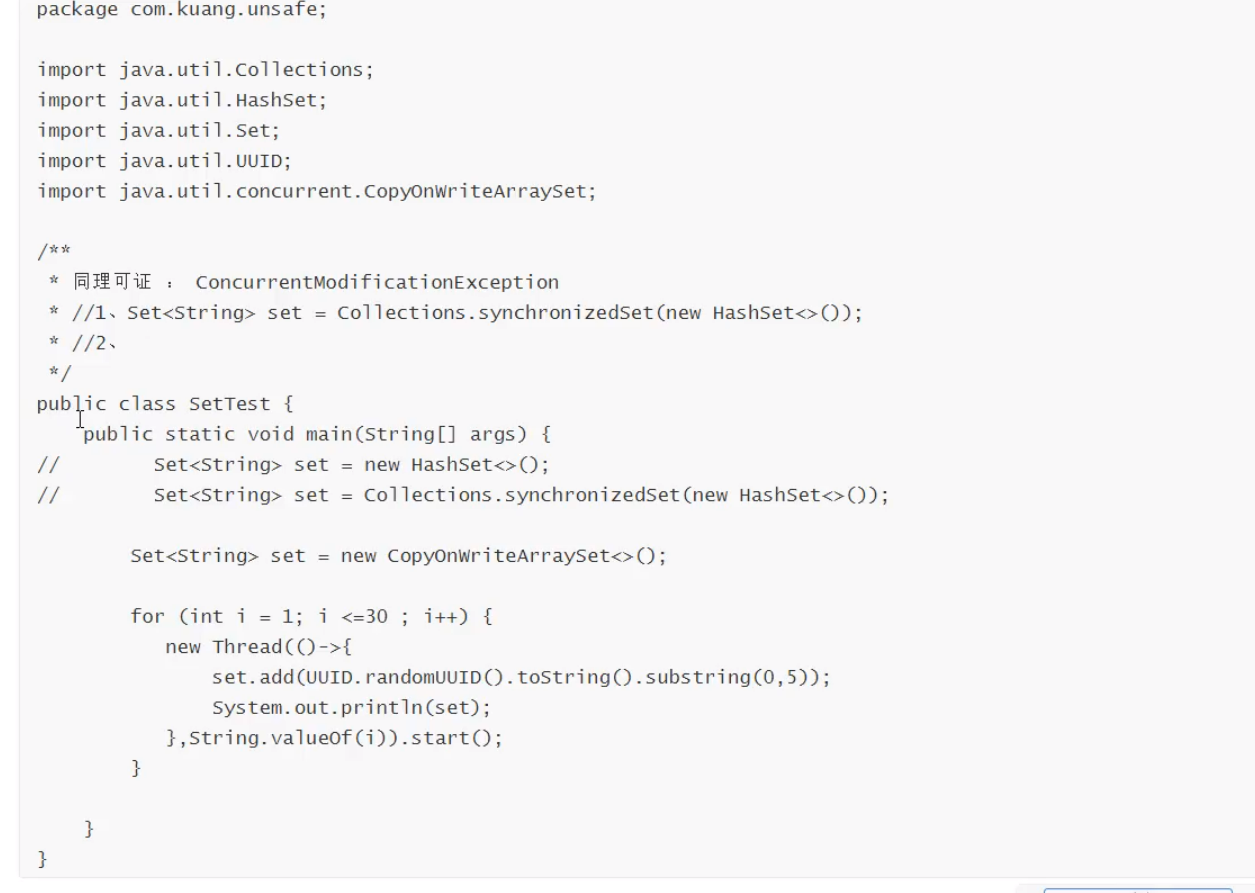 package com.kuang.unsafe;
import java.util.Collections;
import java.util.HashSet;
import java.util.Set;
import java.util.UUID;
import java.util.concurrent.CopyOnWriteArraySet;
/**
 * 同理可证 ： ConcurrentModificationException
 * //1、Set<String> set = Collections.synchronizedSet(new HashSet<>());
 * //2、
 */
public class SetTest {
    public static void main(String[] args) {
//        Set<String> set = new HashSet<>();
//        Set<String> set = Collections.synchronizedSet(new HashSet<>());
        Set<String> set = new CopyOnWriteArraySet<>();
        for (int i = 1; i <=30 ; i++) {
           new Thread(()->{
               set.add(UUID.randomUUID().toString().substring(0,5));
               System.out.println(set);
           },String.valueOf(i)).start();
        }
    }
}